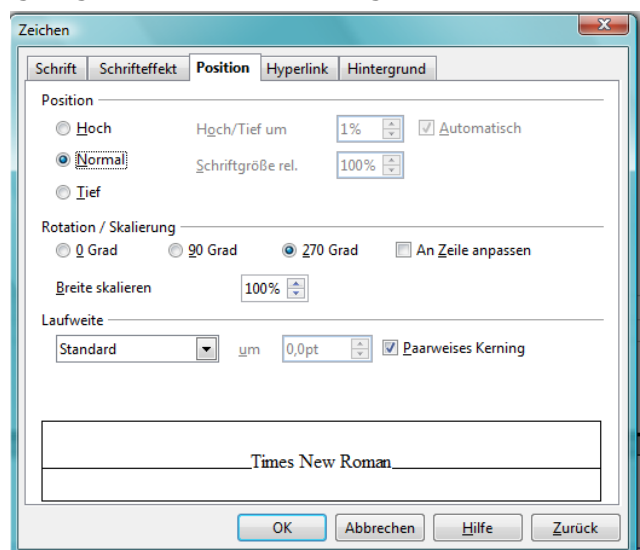 Zeichen
Schrift Schrifteffekt Position Hyperlink Hintergrund
Position
Hoch Hoch/Tief um 1% Automatisch
Normal Schriftgröße rel. 100%
Tief
Rotation / Skalierung
0 Grad 90 Grad 270 Grad An Zeile anpassen
Breite skalieren 100%
Laufweite
Standard um 0,0pt Paarweises Kerning
Times New Roman
OK Abbrechen Hilfe Zurück